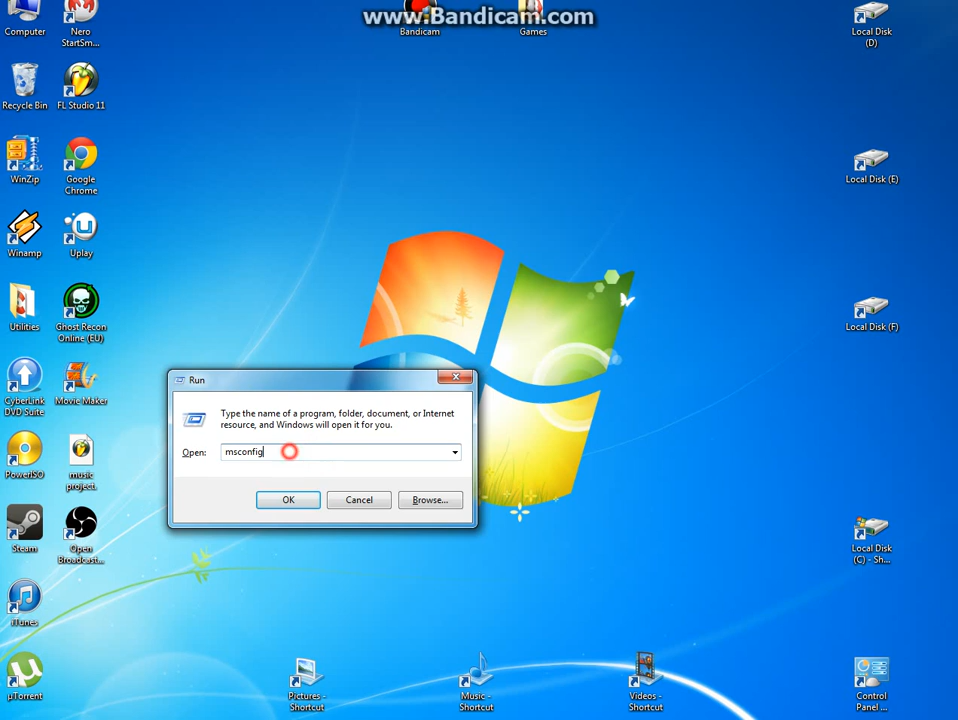 www.Bandicam.com
Computer
Nero
StartSm...
Bandicam
Games
Local Disk
(D)
Recycle Bin
FL Studio 11
WinZip
Google
Chrome
Local Disk (E)
Winamp
Uplay
Utilities
Ghost Recon
Online (EU)
Local Disk (F)
CyberLink
DVD Suite
Movie Maker
Run
Type the name of a program, folder, document, or Internet
resource, and Windows will open it for you.
Open:
msconfig
OK
Cancel
Browse...
PowerISO
music
project.
Steam
Open
Broadcast...
Local Disk
(C) - Sh...
iTunes
µTorrent
Pictures -
Shortcut
Music -
Shortcut
Videos -
Shortcut
Control
Panel ...